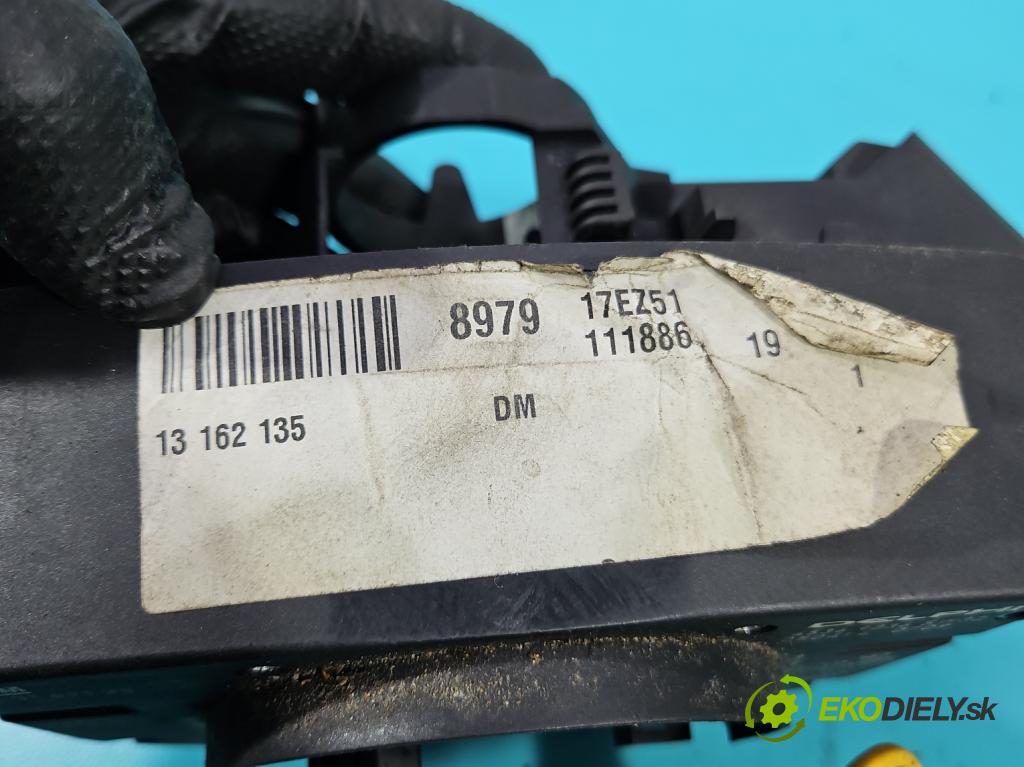 8979 17EZ51
111886 19
1
DM
13 162 135
EKODIELY.sk